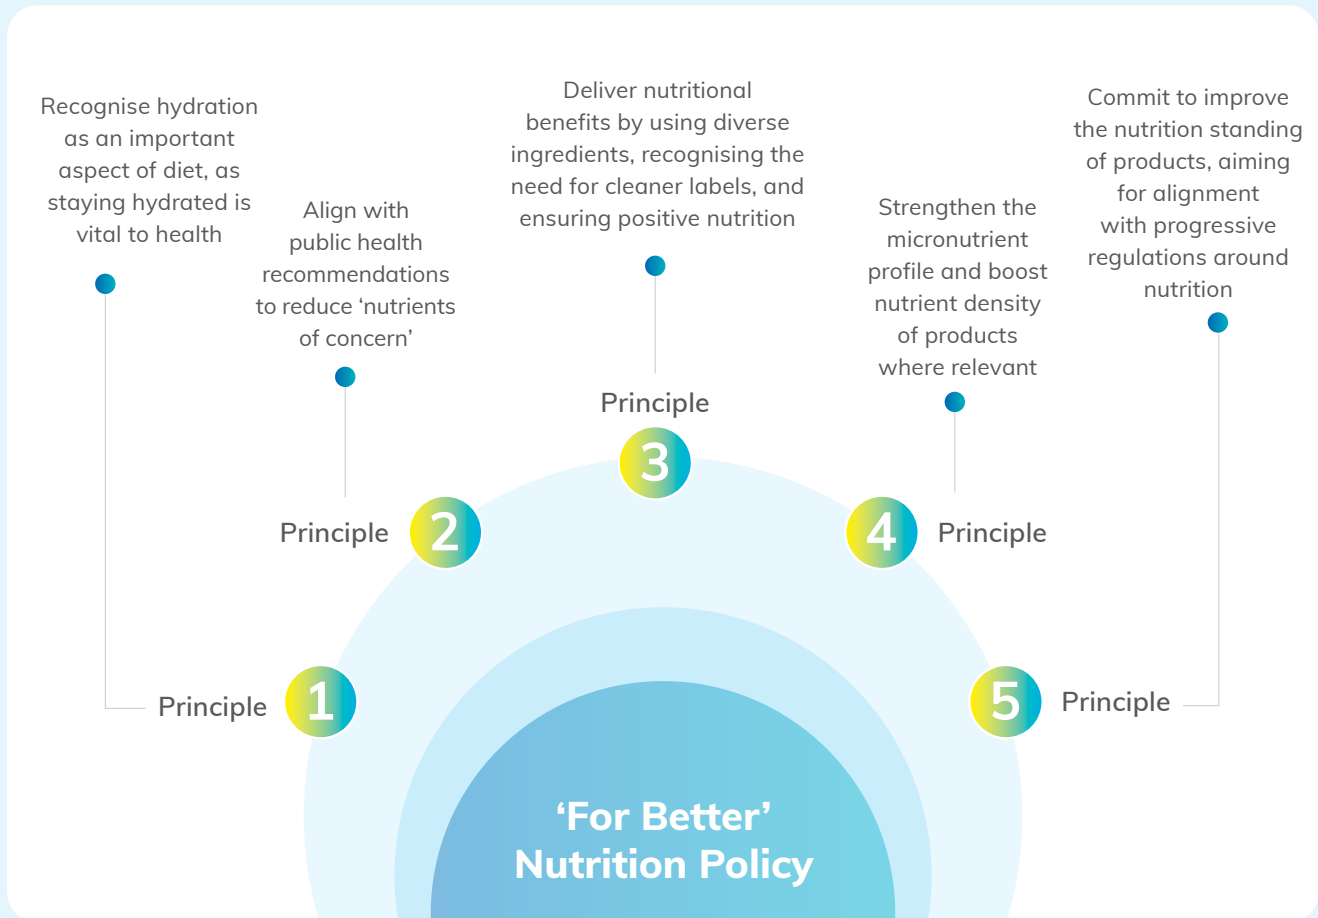 Recognise hydration
as an important
aspect of diet, as
staying hydrated is
vital to health
Principle
1
Align with
public health
recommendations
to reduce ‘nutrients
of concern’
Principle
2
Deliver nutritional
benefits by using diverse
ingredients, recognising the
need for cleaner labels, and
ensuring positive nutrition
Principle
3
Strengthen the
micronutrient
profile and boost
nutrient density
of products
where relevant
4
Principle
Commit to improve
the nutrition standing
of products, aiming
for alignment
with progressive
regulations around
nutrition
5
Principle
‘For Better’
Nutrition Policy